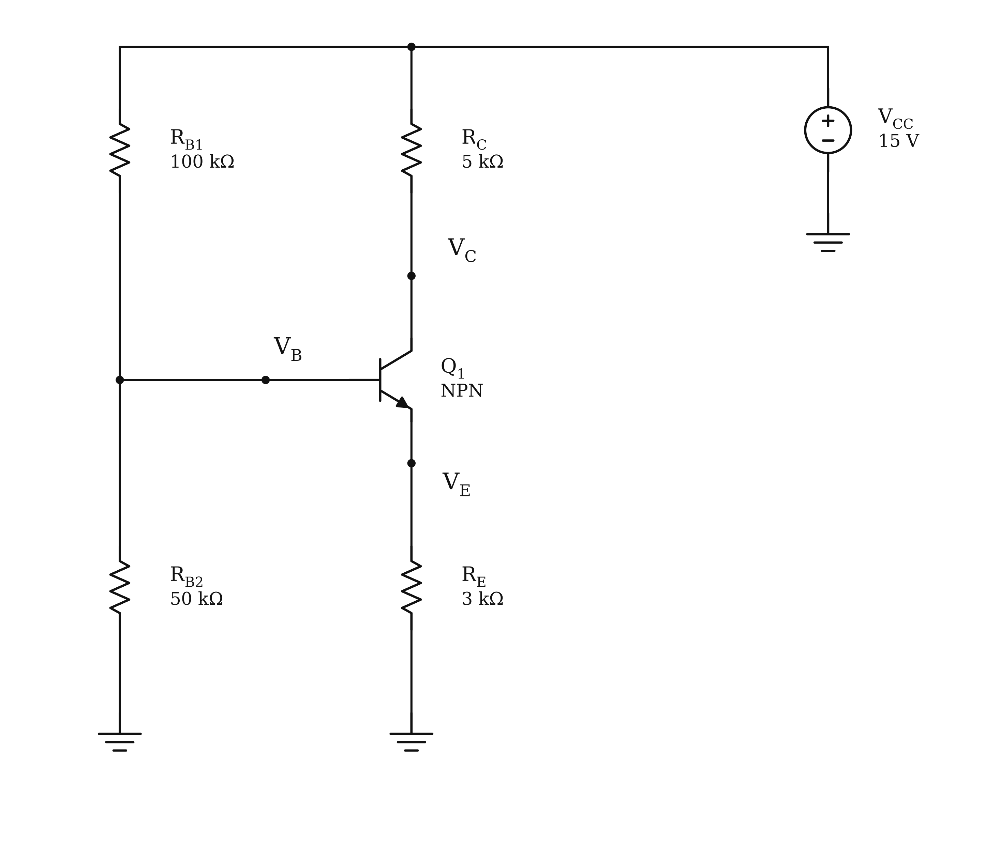 R_B1
100 kΩ
R_C
5 kΩ
+
−
V_CC
15 V
V_C
V_B
Q_1
NPN
V_E
R_B2
50 kΩ
R_E
3 kΩ